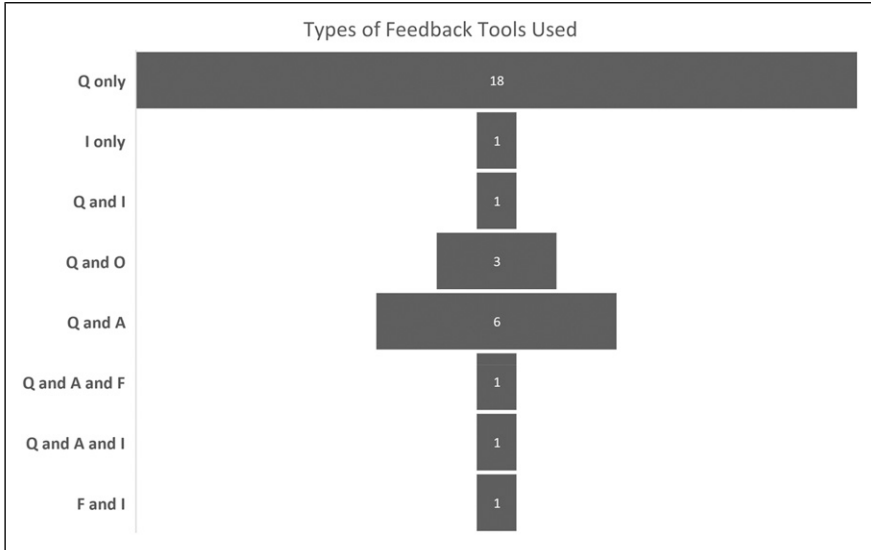 Types of Feedback Tools Used
Q only
18
I only
1
Q and I
1
Q and O
3
Q and A
6
Q and A and F
1
Q and A and I
1
F and I
1